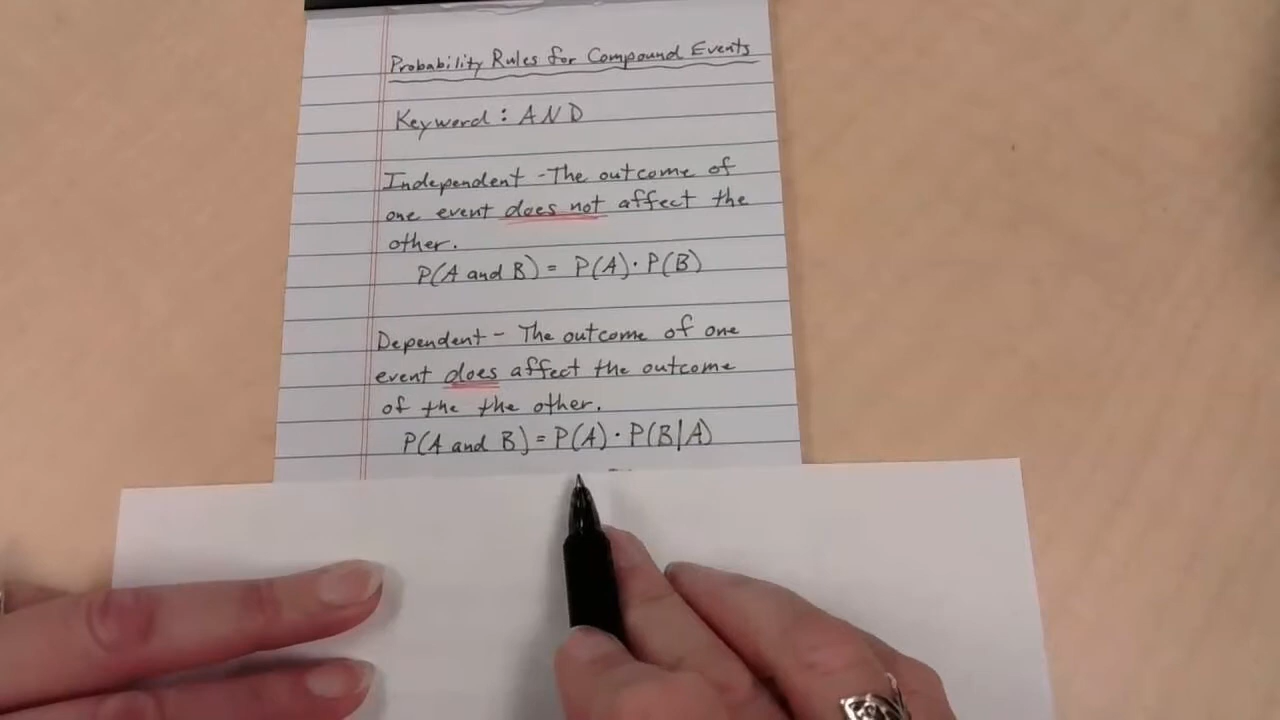 Probability Rules for Compound Events
Keyword: AND
Independent - The outcome of
one event does not affect the
other.
P(A and B) = P(A) · P(B)
Dependent - The outcome of one
event does affect the outcome
of the the other.
P(A and B) = P(A) · P(B|A)